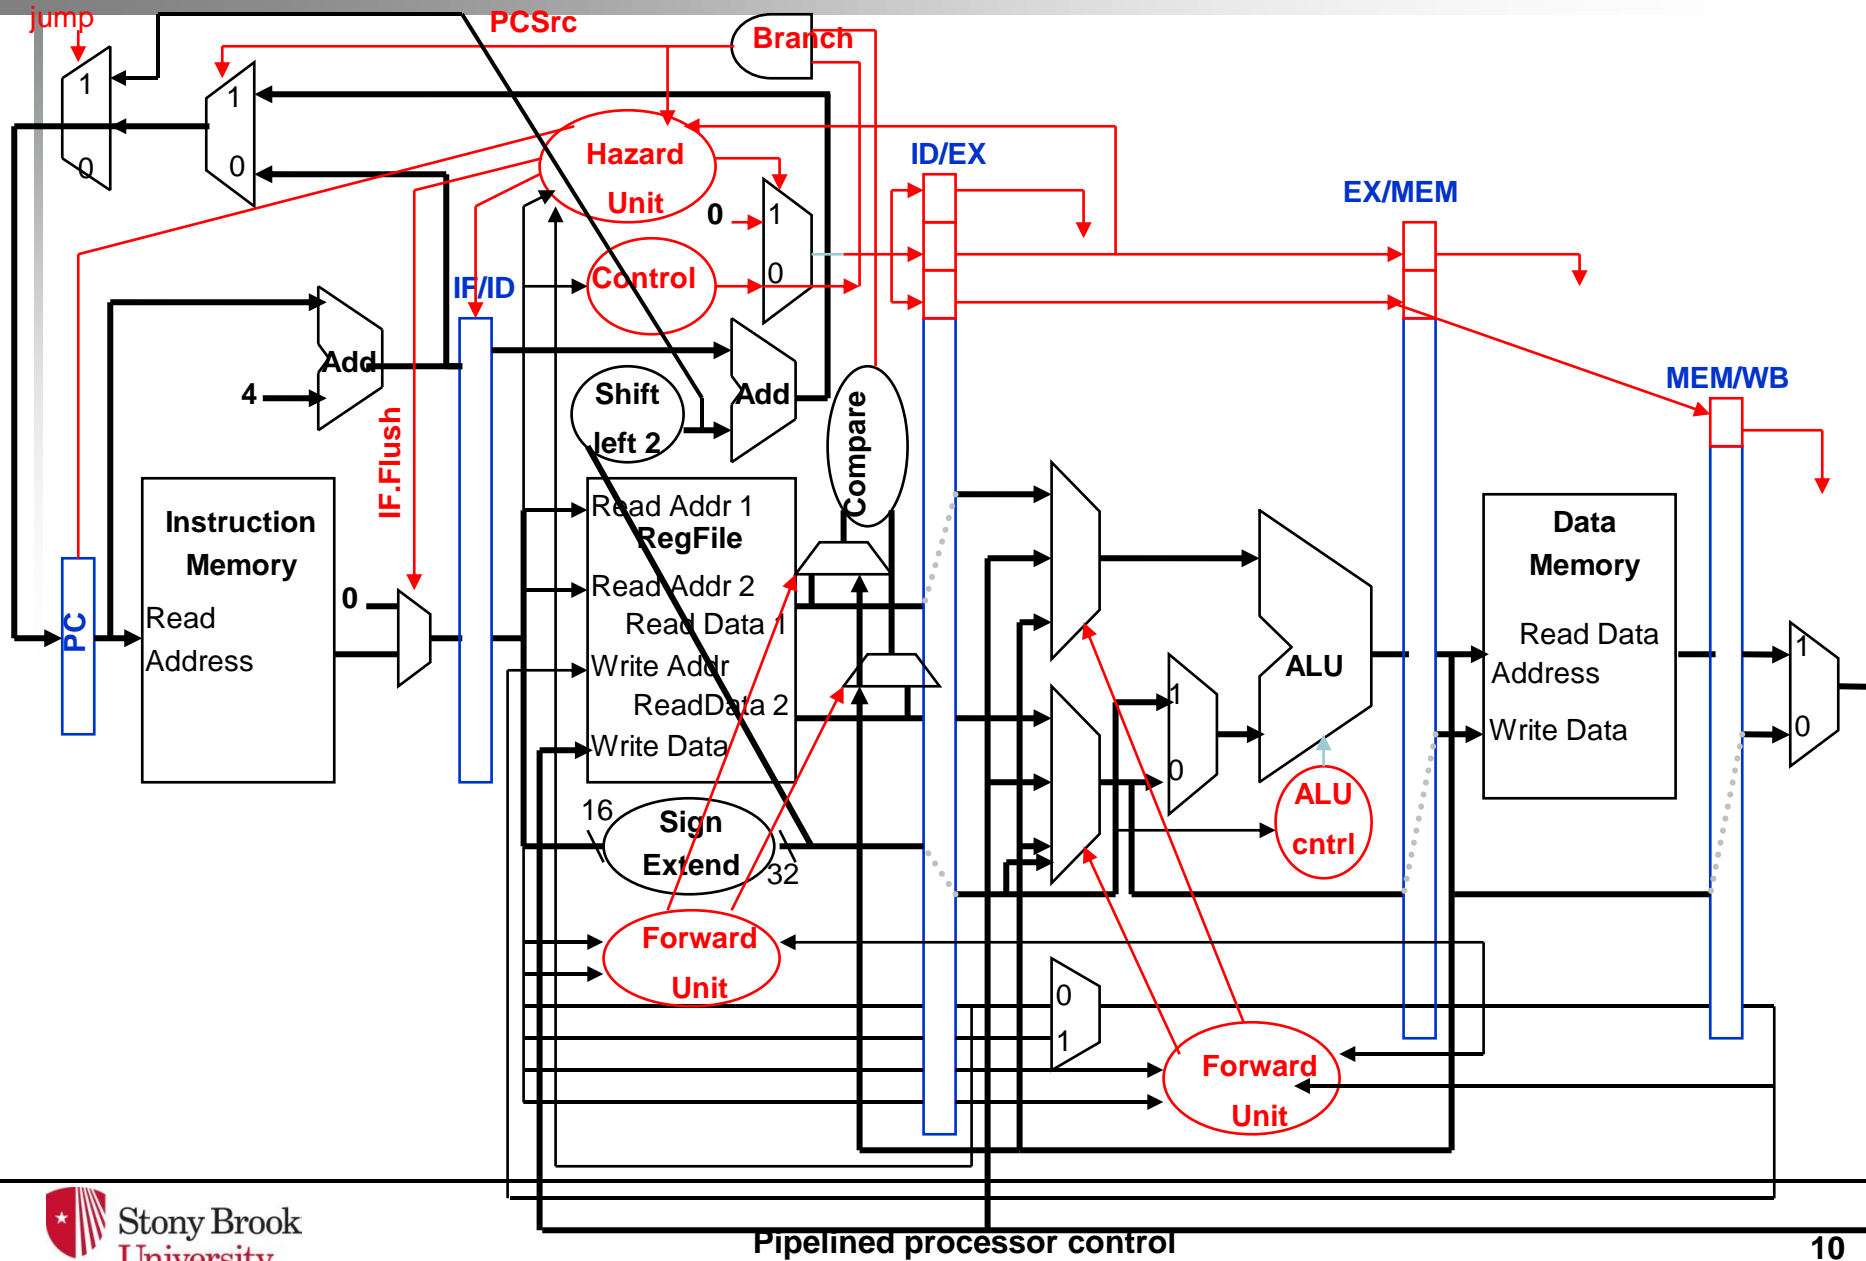 jump
PCSrc
Branch
1
0
1
0
Hazard
Unit
0
1
0
Control
ID/EX
EX/MEM
IF/ID
MEM/WB
Add
4
Shift
left 2
Add
Compare
IF.Flush
Instruction
Memory
Read
Address
PC
0
Read Addr 1
RegFile
Read Addr 2
Read Data 1
Write Addr
ReadData 2
Write Data
16
Sign
Extend
32
1
0
ALU
ALU
cntrl
Data
Memory
Read Data
Address
Write Data
1
0
Forward
Unit
0
1
Forward
Unit
Stony Brook
University
Pipelined processor control
10